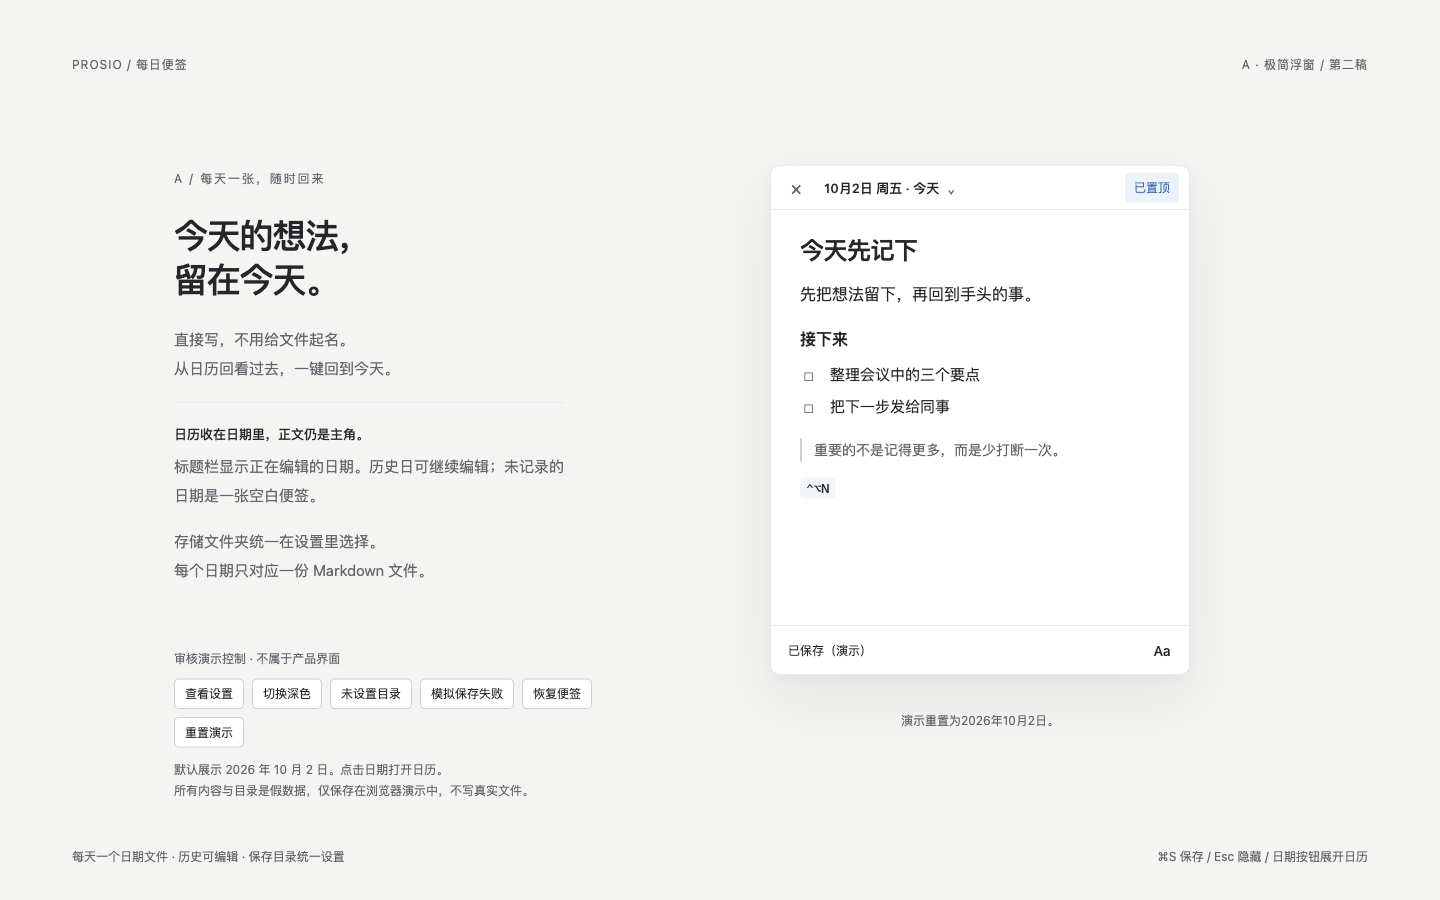 PROSIO / 每日便签
A · 极简浮窗 / 第二稿
A / 每天一张，随时回来
今天的想法，
留在今天。
直接写，不用给文件起名。
从日历回看过去，一键回到今天。
日历收在日期里，正文仍是主角。
标题栏显示正在编辑的日期。历史日可继续编辑；未记录的
日期是一张空白便签。
存储文件夹统一在设置里选择。
每个日期只对应一份 Markdown 文件。
审核演示控制 · 不属于产品界面
查看设置 切换深色 未设置目录 模拟保存失败 恢复便签
重置演示
默认展示 2026 年 10 月 2 日。点击日期打开日历。
所有内容与目录是假数据，仅保存在浏览器演示中，不写真实文件。
× 10月2日 周五 · 今天 ⌄ 已置顶
今天先记下
先把想法留下，再回到手头的事。
接下来
□ 整理会议中的三个要点
□ 把下一步发给同事
重要的不是记得更多，而是少打断一次。
⌃⌥N
已保存（演示） Aa
演示重置为2026年10月2日。
每天一个日期文件 · 历史可编辑 · 保存目录统一设置
⌘S 保存 / Esc 隐藏 / 日期按钮展开日历